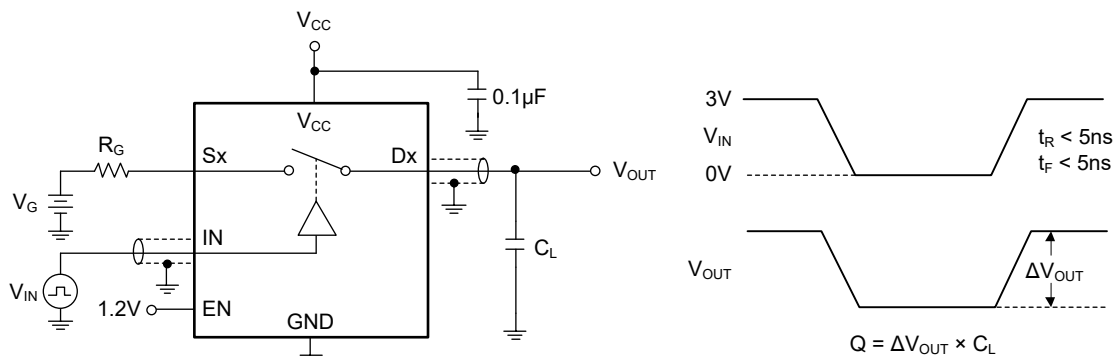 VCC
0.1µF
VCC
RG
Sx
Dx
VOUT
VG
IN
CL
VIN
1.2V
EN
GND
3V
VIN
0V
tR < 5ns
tF < 5ns
VOUT
ΔVOUT
Q = ΔVOUT × CL